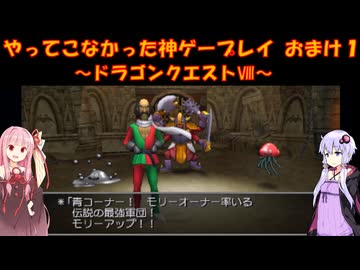 やってこなかった神ゲープレイ おまけ１
～ドラゴンクエストⅧ～
＊「青コーナー！ モリーオーナー率いる
伝説の最強軍団！
モリーアップ！！